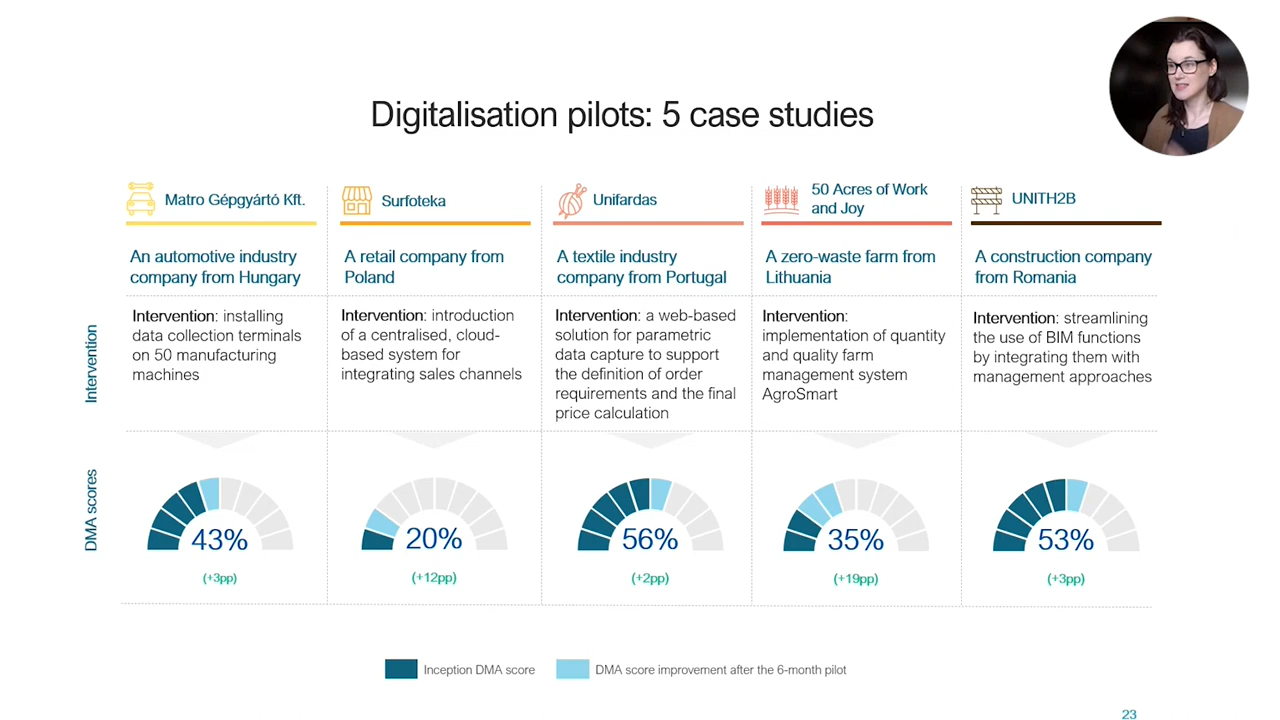 Digitalisation pilots: 5 case studies
Matro Gépgyártó Kft.
An automotive industry
company from Hungary
Surfoteka
A retail company from
Poland
Unifardas
A textile industry
company from Portugal
50 Acres of Work
and Joy
A zero-waste farm from
Lithuania
UNITH2B
A construction company
from Romania
Intervention
Intervention: installing
data collection terminals
on 50 manufacturing
machines
Intervention: introduction
of a centralised, cloud-
based system for
integrating sales channels
Intervention: a web-based
solution for parametric
data capture to support
the definition of order
requirements and the final
price calculation
Intervention:
implementation of quantity
and quality farm
management system
AgroSmart
Intervention: streamlining
the use of BIM functions
by integrating them with
management approaches
DMA scores
43%
(+3pp)
20%
(+12pp)
56%
(+2pp)
35%
(+19pp)
53%
(+3pp)
Inception DMA score
DMA score improvement after the 6-month pilot
23